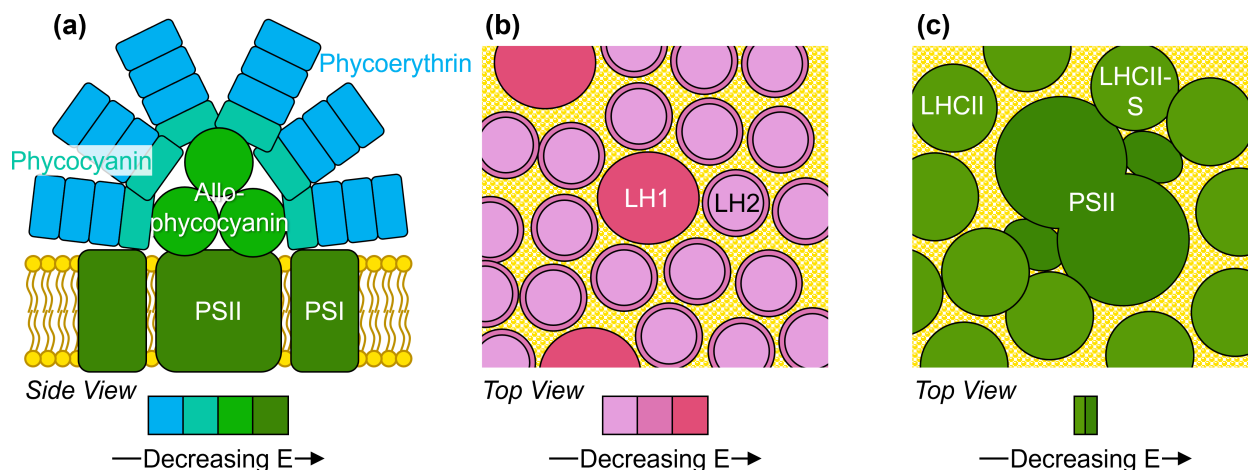 (a)
Phycoerythrin
Phycocyanin
Allo-
phycocyanin
PSII
PSI
Side View
Decreasing E
(b)
LH1
LH2
Top View
Decreasing E
(c)
LHCII
LHCII-
S
PSII
Top View
Decreasing E